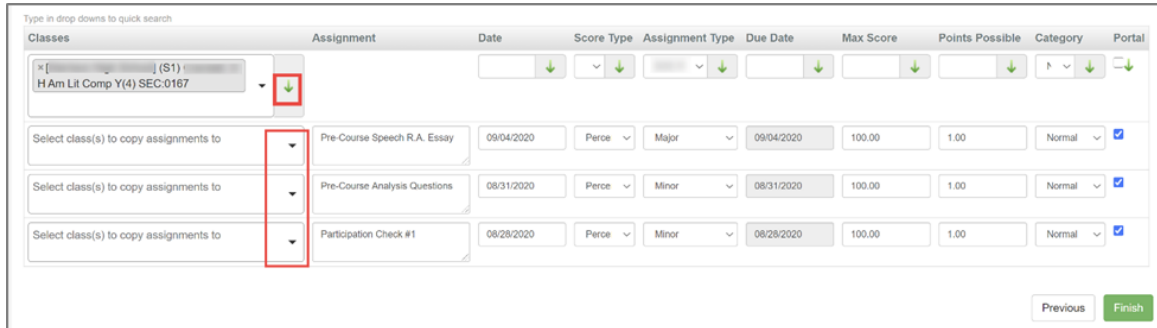 Type in drop downs to quick search
Classes Assignment Date Score Type Assignment Type Due Date Max Score Points Possible Category Portal
×[ ] (S1)
H Am Lit Comp Y(4) SEC:0167
Select class(s) to copy assignments to Pre-Course Speech R.A. Essay 09/04/2020 Perce Major 09/04/2020 100.00 1.00 Normal
Select class(s) to copy assignments to Pre-Course Analysis Questions 08/31/2020 Perce Minor 08/31/2020 100.00 1.00 Normal
Select class(s) to copy assignments to Participation Check #1 08/28/2020 Perce Minor 08/28/2020 100.00 1.00 Normal
Previous Finish